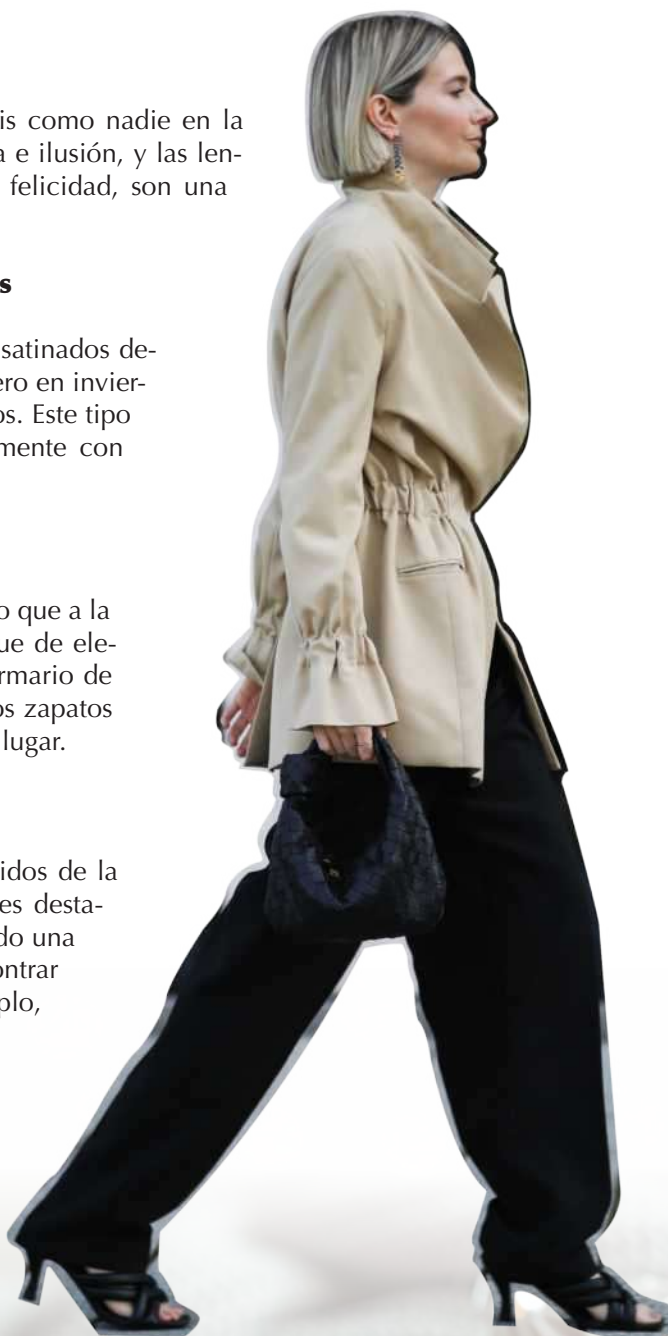 is como nadie en la
a e ilusión, y las len-
felicidad, son una
s
satinados de-
ero en invier-
os. Este tipo
mente con
o que a la
ue de ele-
rmario de
os zapatos
lugar.
idos de la
es desta-
do una
ontrar
plo,